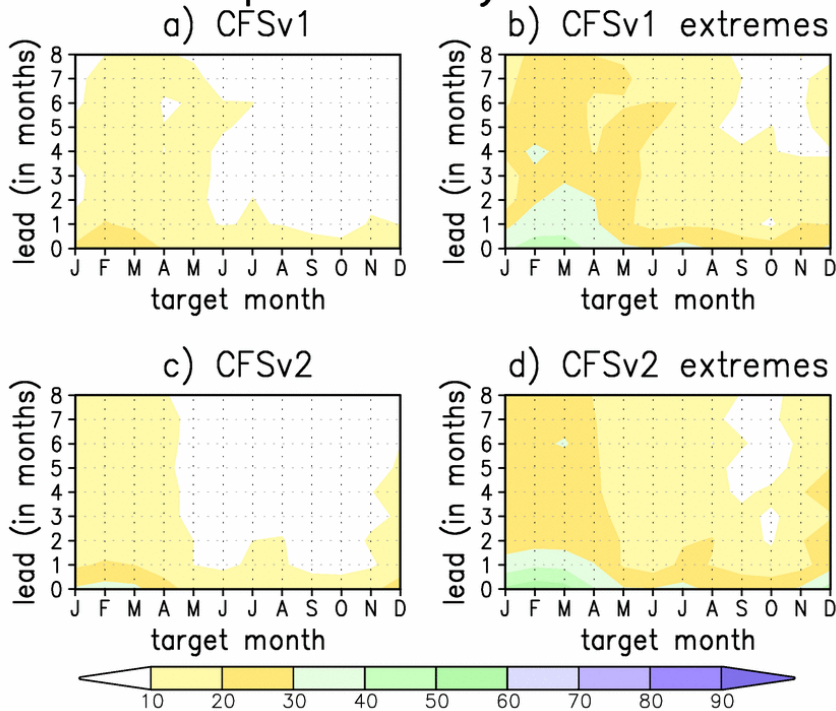 a) CFSv1
b) CFSv1 extremes
8
7
6
5
4
3
2
1
0
lead (in months)
J F M A M J J A S O N D
target month
8
7
6
5
4
3
2
1
0
lead (in months)
J F M A M J J A S O N D
target month
c) CFSv2
d) CFSv2 extremes
8
7
6
5
4
3
2
1
0
lead (in months)
J F M A M J J A S O N D
target month
8
7
6
5
4
3
2
1
0
lead (in months)
J F M A M J J A S O N D
target month
10 20 30 40 50 60 70 80 90